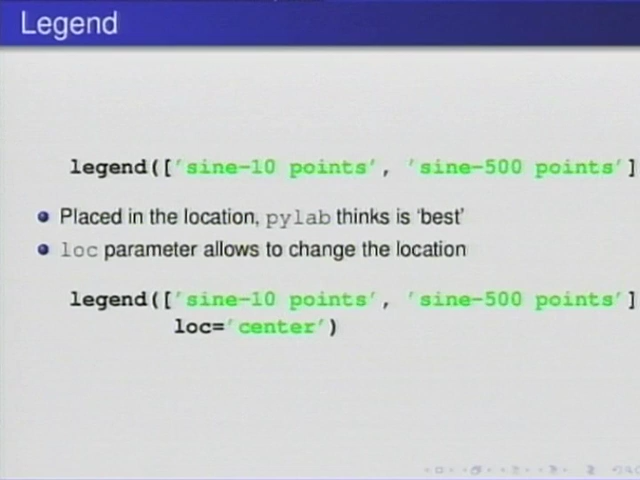 Legend
legend(['sine-10 points', 'sine-500 points']
Placed in the location, pylab thinks is 'best'
loc parameter allows to change the location
legend(['sine-10 points', 'sine-500 points']
loc='center')